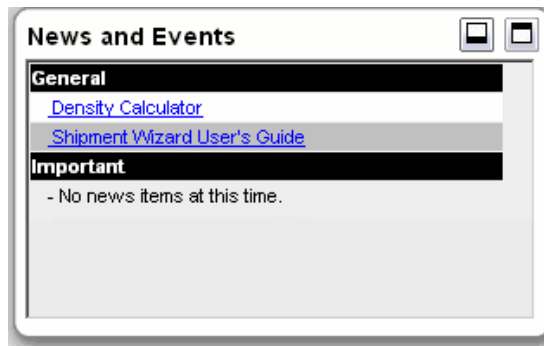 News and Events
General
Density Calculator
Shipment Wizard User's Guide
Important
- No news items at this time.